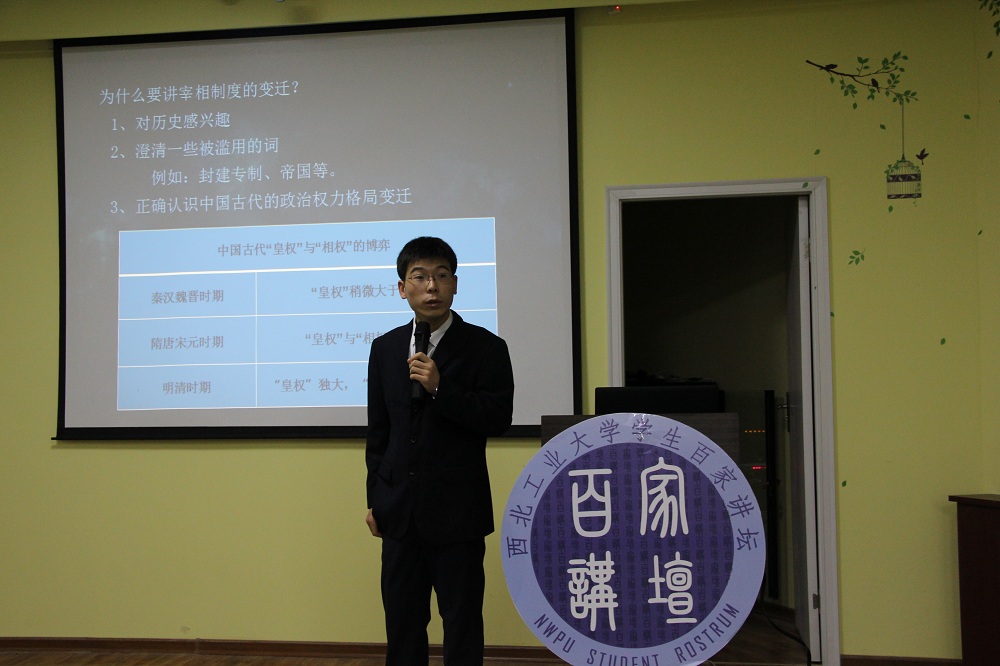 为什么要讲宰相制度的变迁？
1、对历史感兴趣
2、澄清一些被滥用的词
例如：封建专制、帝国等。
3、正确认识中国古代的政治权力格局变迁
中国古代“皇权”与“相权”的博弈
秦汉魏晋时期 “皇权”稍微大于
隋唐宋元时期 “皇权”与“相
明清时期 “皇权”独大，“
西北工业大学学生百家讲坛
百家
講壇
NWPU STUDENT ROSTRUM